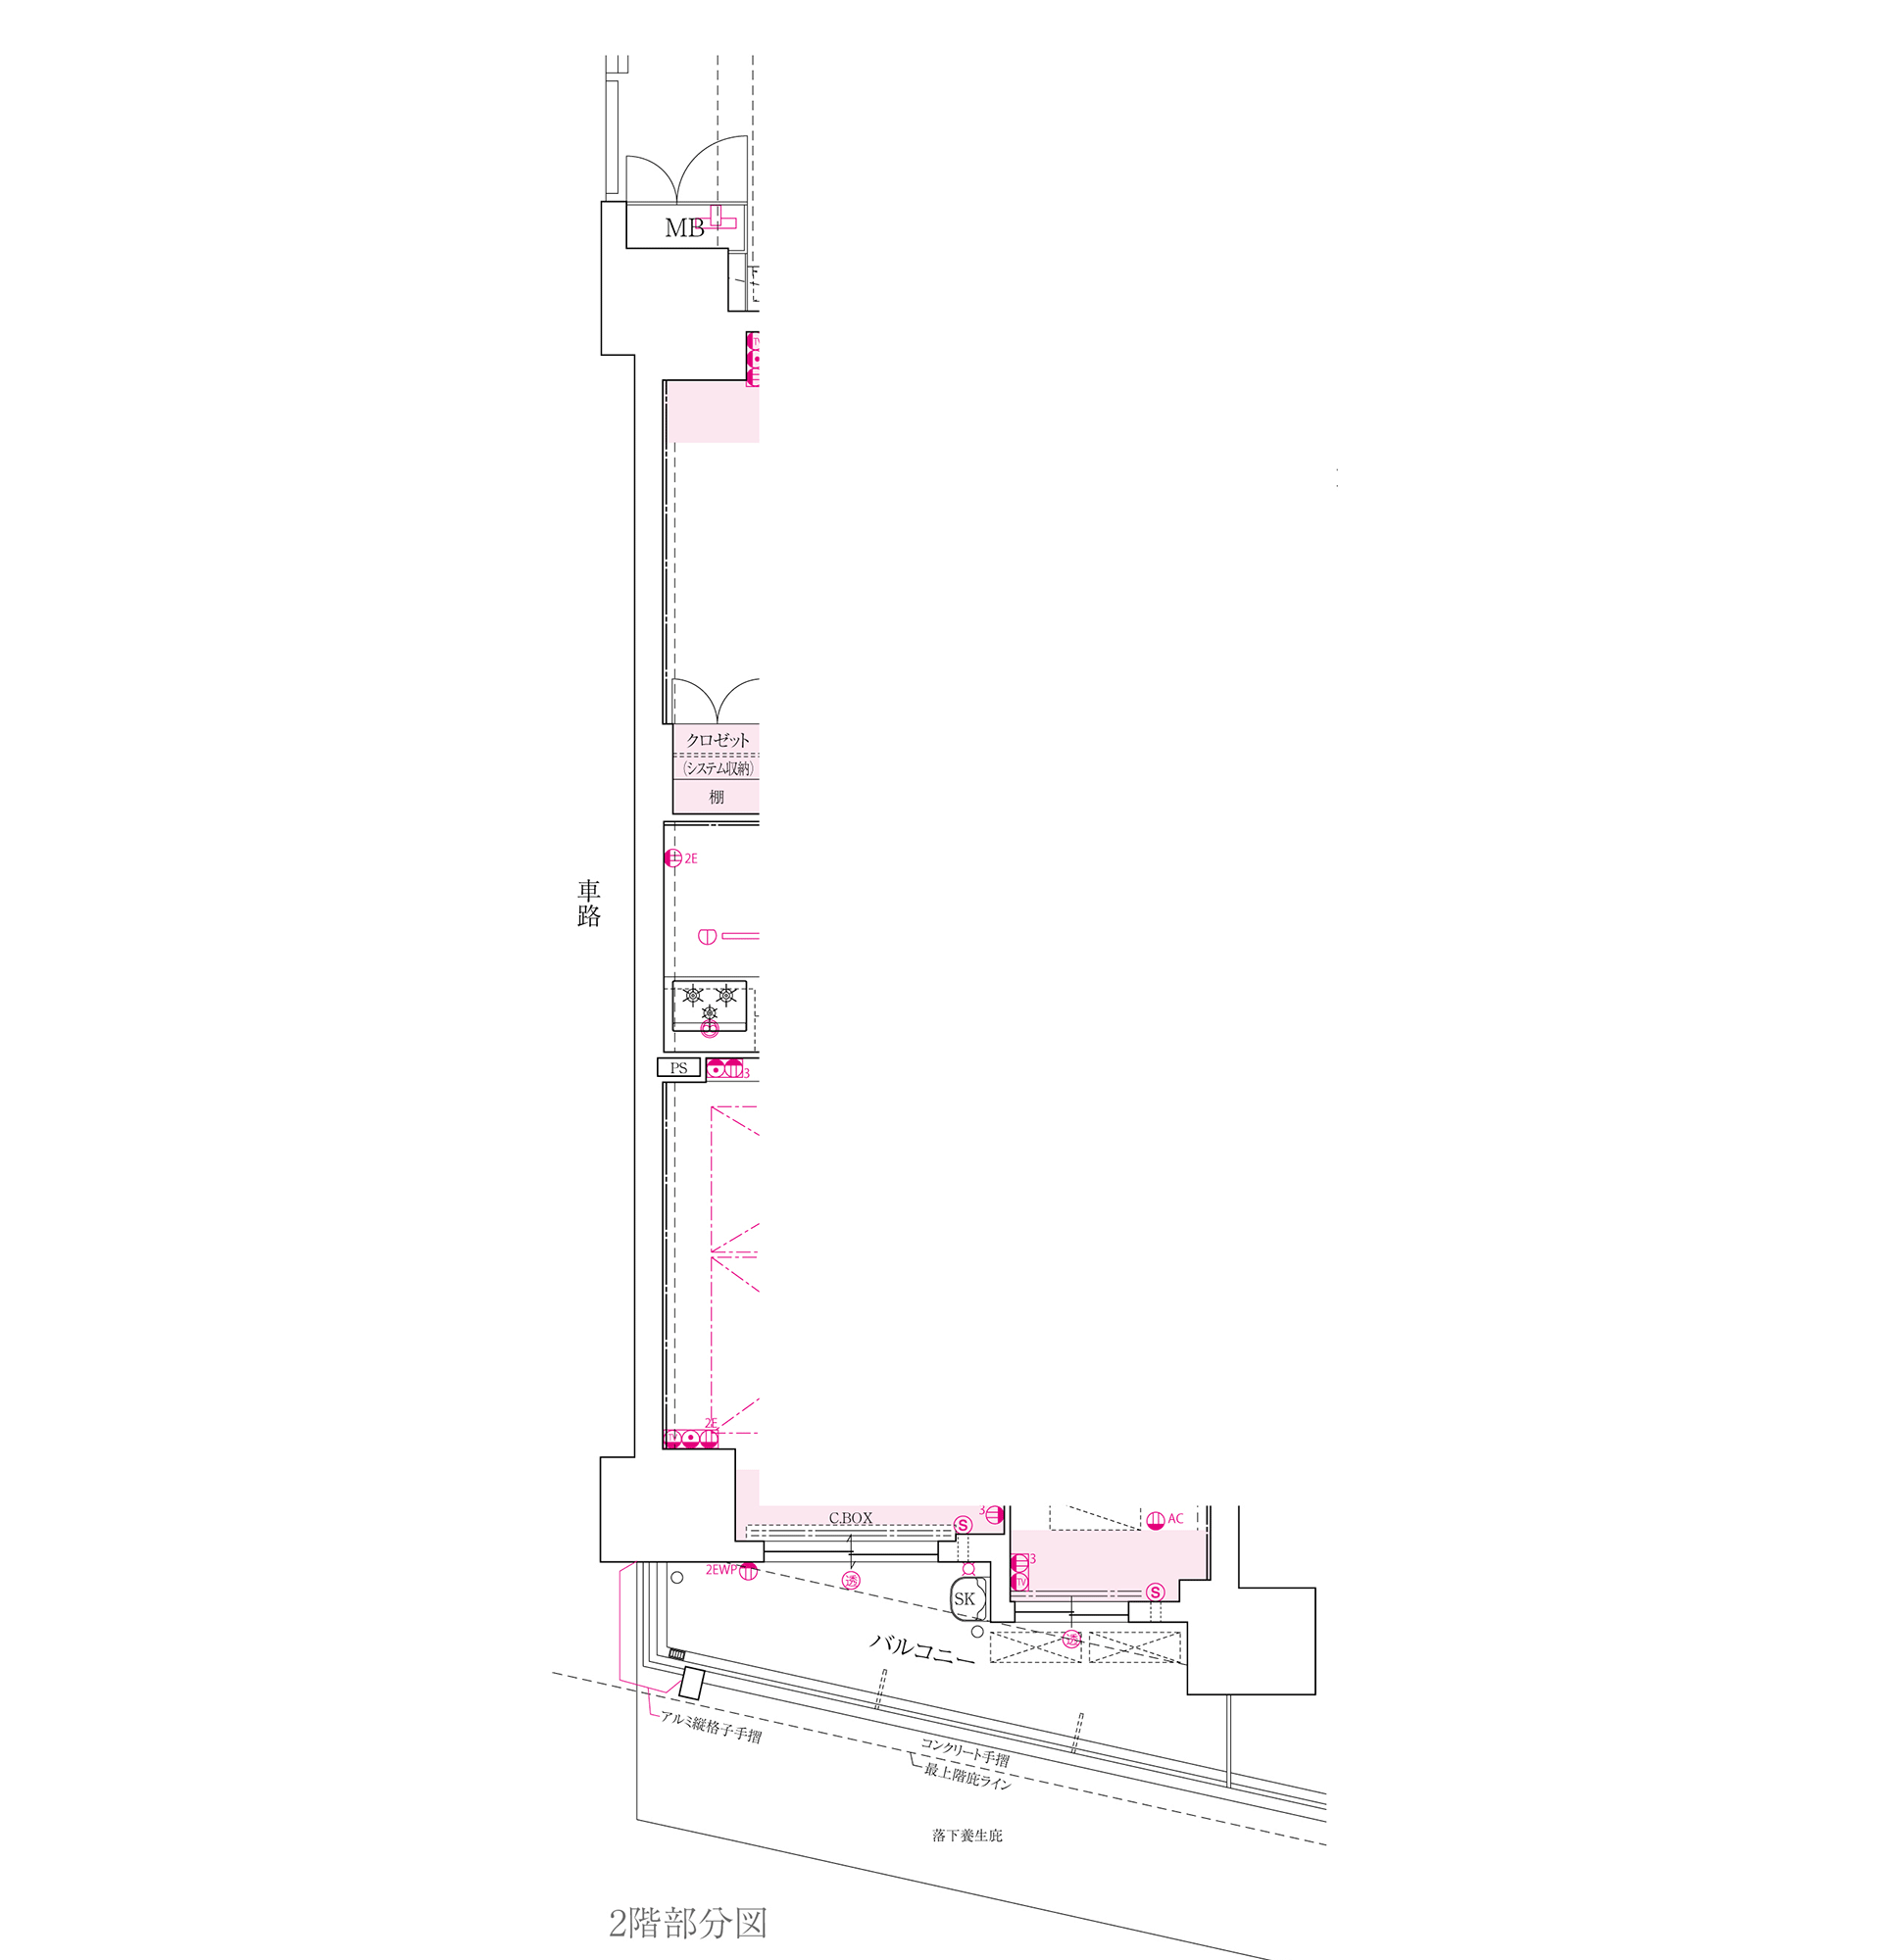 MB
クロゼット
(システム収納)
棚
2E
車路
PS
3
2E
TV
C.BOX
S
3
AC
2EWP
透
SK
3
TV
S
透
バルコニー
アルミ縦格子手摺
コンクリート手摺
最上階庇ライン
落下養生庇
2階部分図